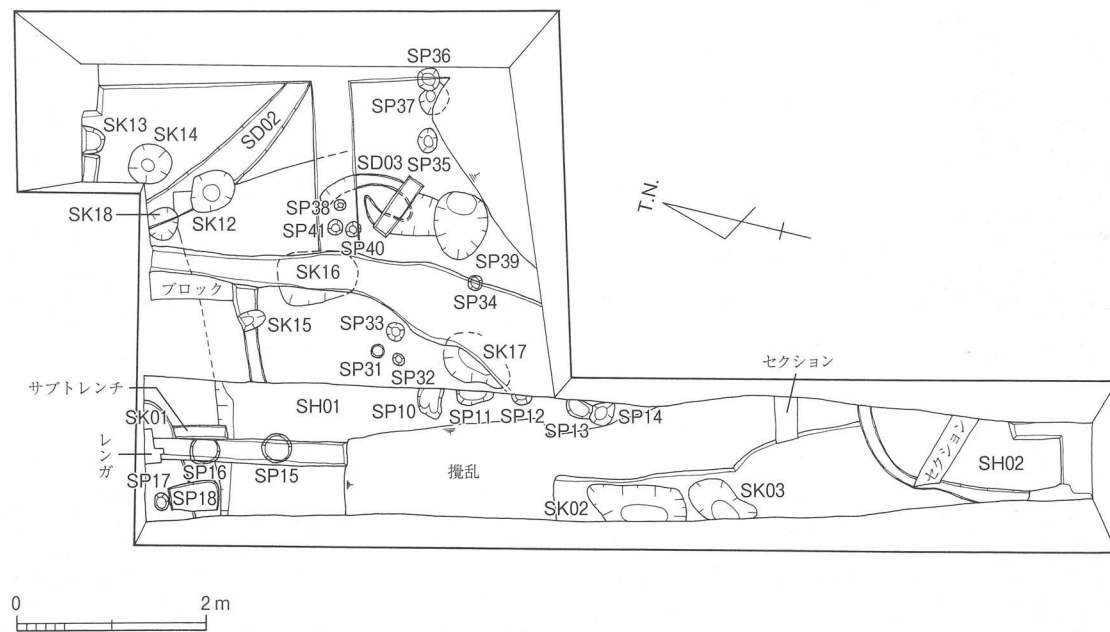 SP36
SP37
SK13
SK14
SD02
SD03
SP35
T.N.
SK18
SK12
SP38
SP41
SP40
SP39
SK16
SP34
ブロック
SK15
SP33
SK17
SP31
SP32
セクション
サブトレンチ
SK01
SH01
SP10
SP11
SP12
SP13
SP14
レンガ
SP16
SP15
攪乱
セクション
SH02
SP17
SP18
SK02
SK03
0
2 m